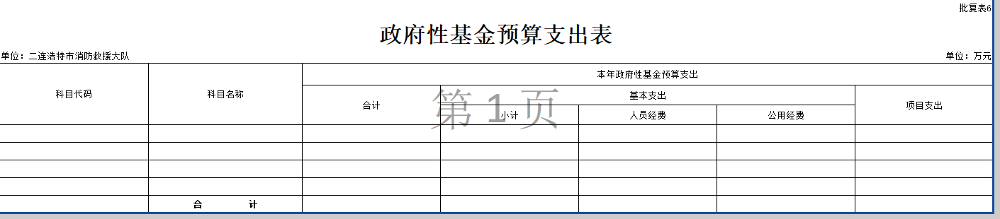 批复表6
政府性基金预算支出表
单位：二连浩特市消防救援大队 单位：万元
科目代码 科目名称 本年政府性基金预算支出
合计 基本支出 项目支出
小计 人员经费 公用经费
第 1 页
合 计